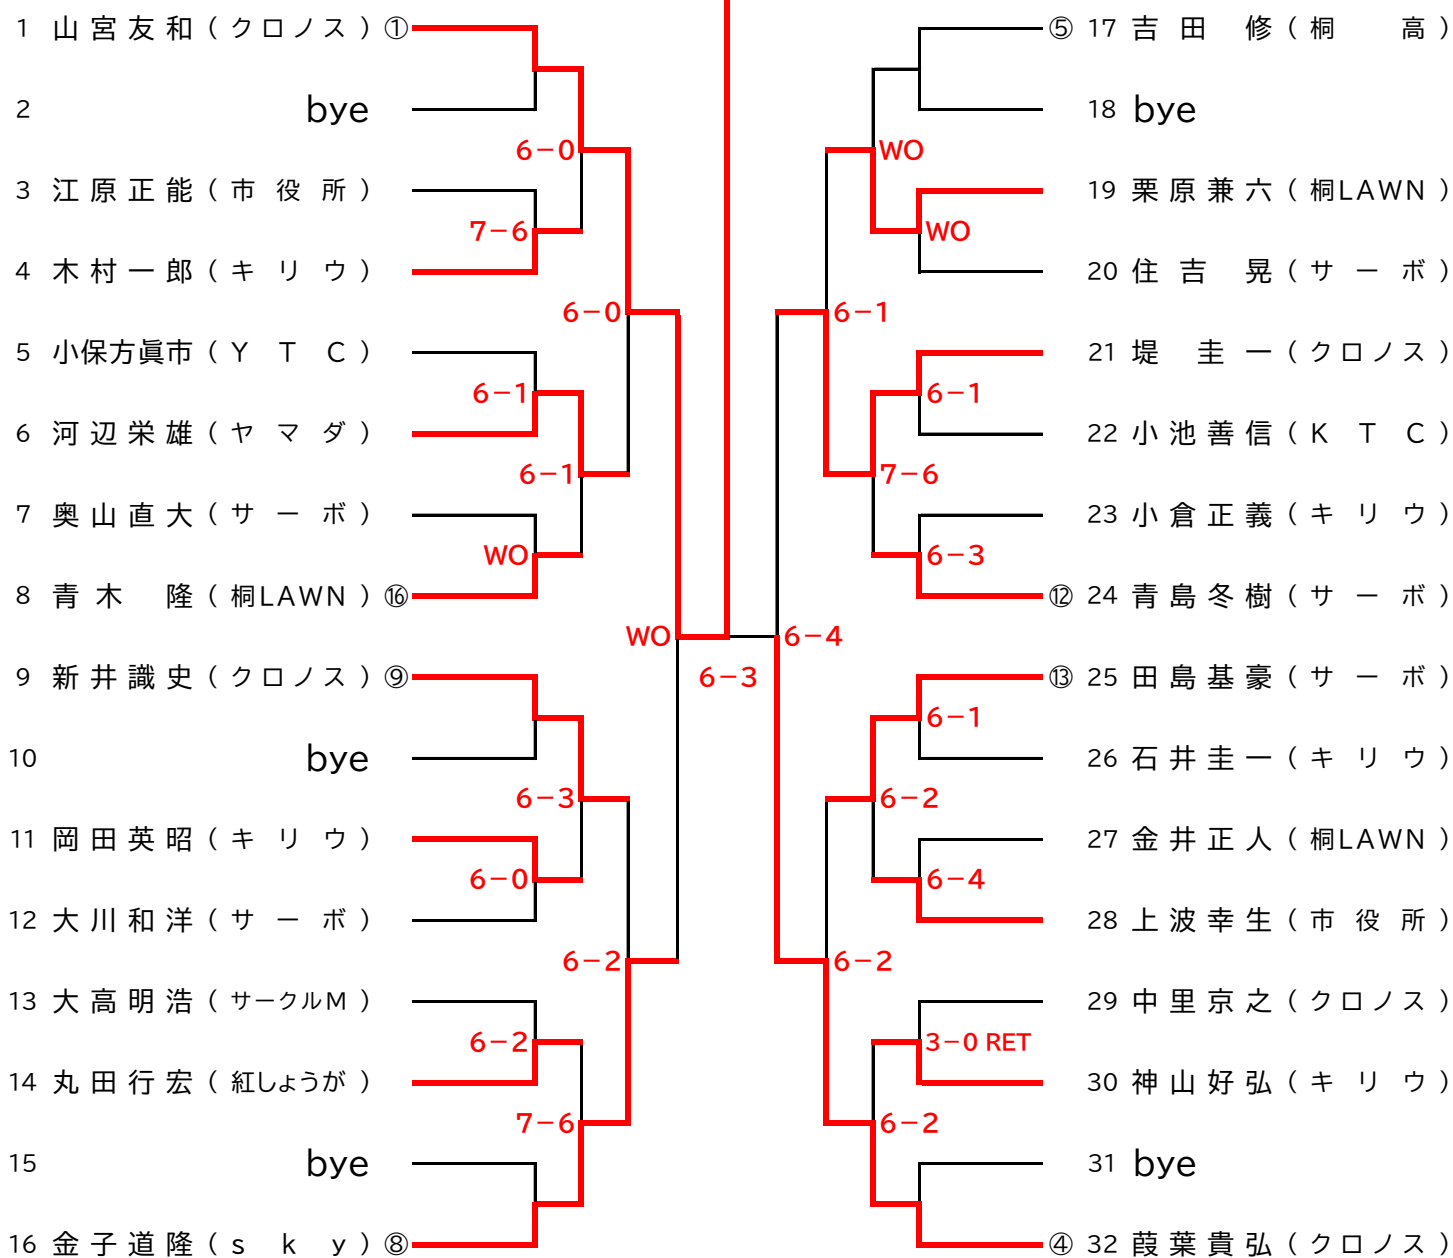 1 山宮友和（クロノス）①
2 bye
6-0
3 江原正能（市役所）
7-6
4 木村一郎（キリウ）
6-0
5 小保方眞市（ＹＴＣ）
6-1
6 河辺栄雄（ヤマダ）
6-1
7 奥山直大（サーボ）
WO
8 青木　隆（桐LAWN）⑯
WO
6-3
9 新井識史（クロノス）⑨
10 bye
6-3
11 岡田英昭（キリウ）
6-0
12 大川和洋（サーボ）
6-2
13 大高明浩（サークルM）
6-2
14 丸田行宏（紅しょうが）
7-6
15 bye
16 金子道隆（ｓｋｙ）⑧
⑤ 17 吉田　修（桐　高）
18 bye
WO
19 栗原兼六（桐LAWN）
WO
20 住吉　晃（サーボ）
6-1
21 堤　圭一（クロノス）
6-1
22 小池善信（ＫＴＣ）
7-6
23 小倉正義（キリウ）
6-3
⑫ 24 青島冬樹（サーボ）
6-4
⑬ 25 田島基豪（サーボ）
6-1
26 石井圭一（キリウ）
6-2
27 金井正人（桐LAWN）
6-4
28 上波幸生（市役所）
6-2
29 中里京之（クロノス）
3-0 RET
30 神山好弘（キリウ）
6-2
31 bye
④ 32 葭葉貴弘（クロノス）